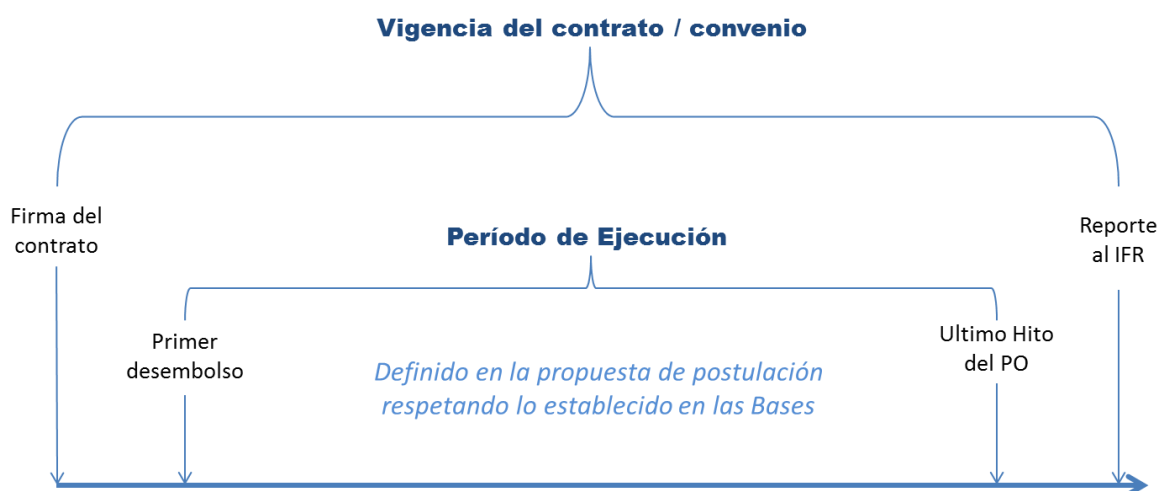 Vigencia del contrato / convenio
Firma del
contrato
Reporte
al IFR
Período de Ejecución
Primer
desembolso
Ultimo Hito
del PO
Definido en la propuesta de postulación
respetando lo establecido en las Bases